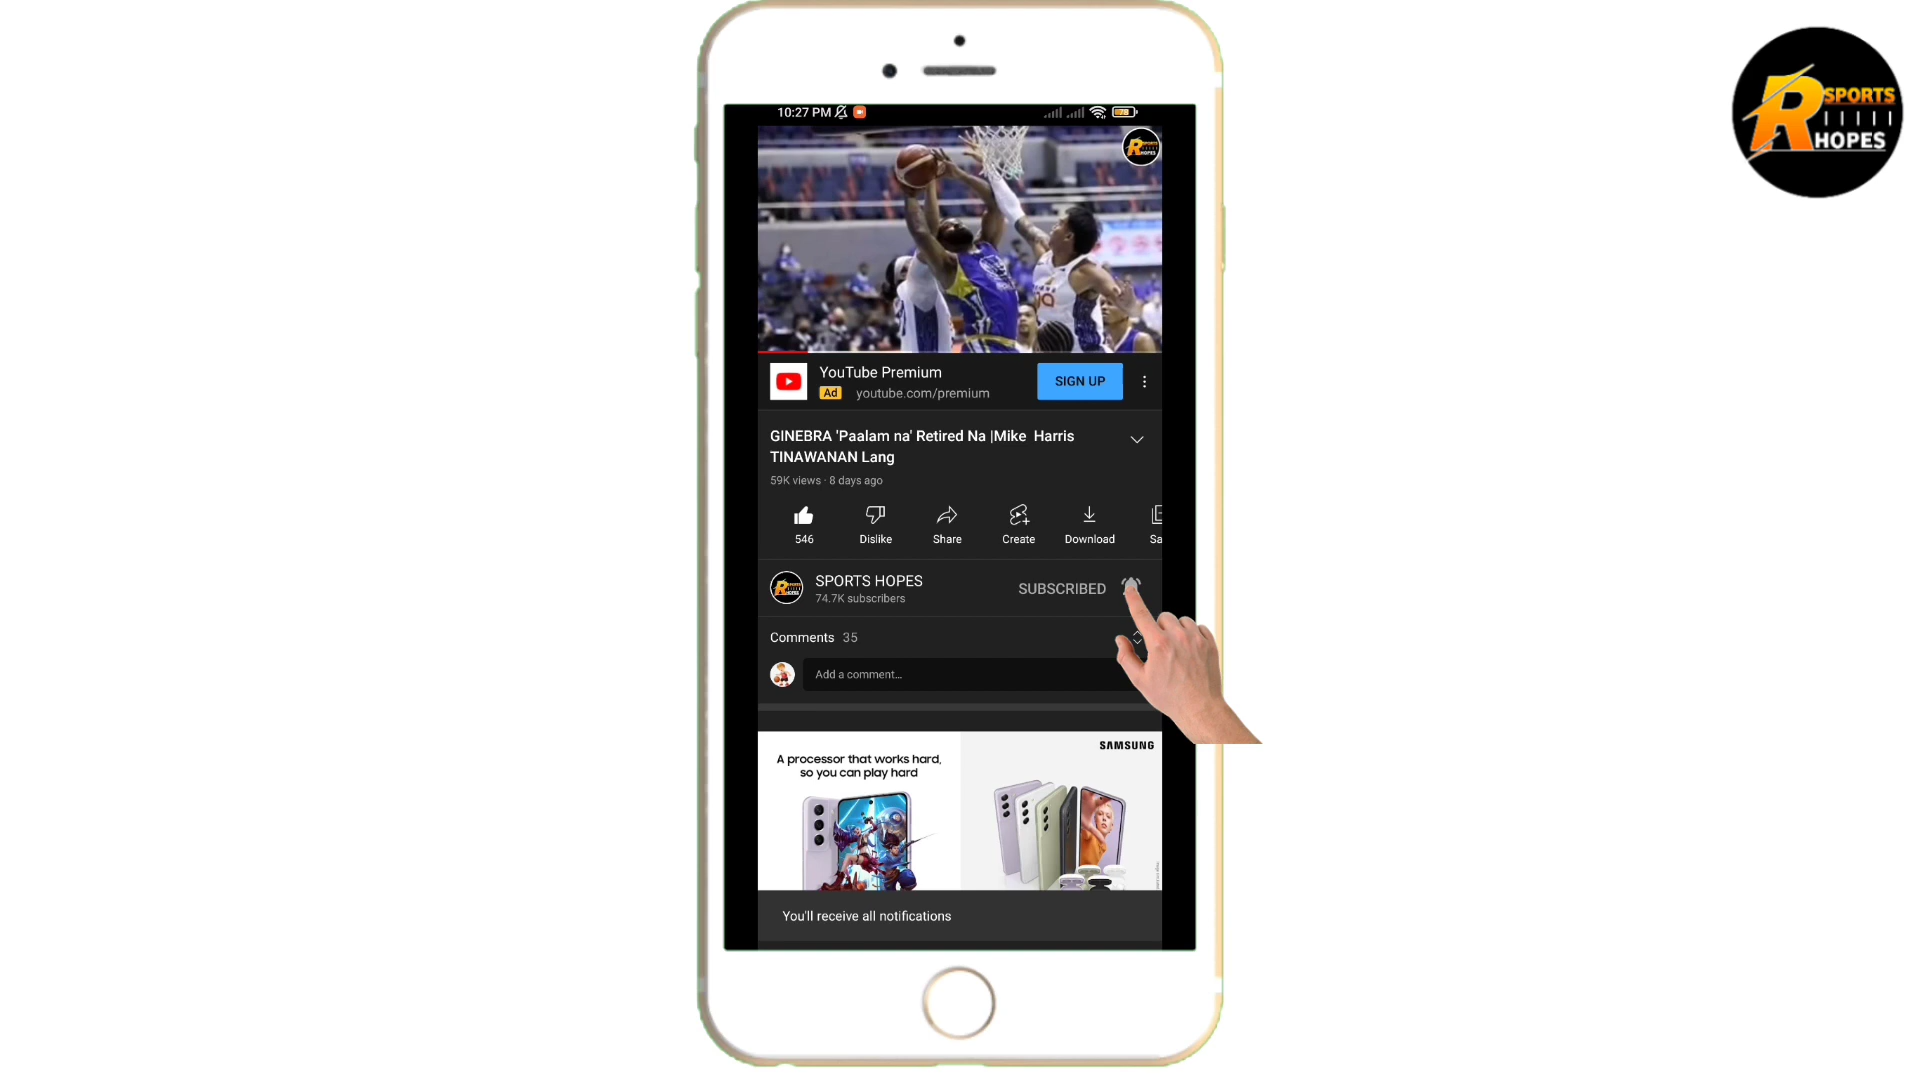 10:27 PM
SPORTS
HOPES
YouTube Premium
Ad youtube.com/premium
SIGN UP
GINEBRA 'Paalam na' Retired Na |Mike Harris
TINAWANAN Lang
59K views · 8 days ago
546 Dislike Share Create Download Sa
SPORTS HOPES
74.7K subscribers
SUBSCRIBED
Comments 35
Add a comment...
A processor that works hard,
so you can play hard
SAMSUNG
You'll receive all notifications